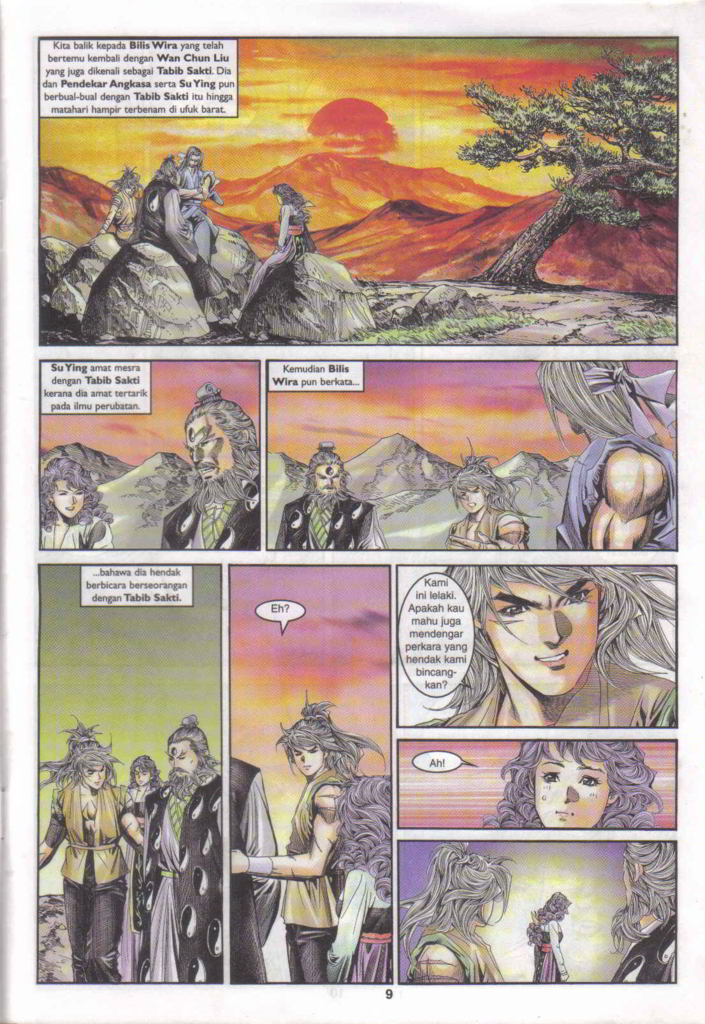 Kita balik kepada Bilis Wira yang telah
bertemu kembali dengan Wan Chun Liu
yang juga dikenali sebagai Tabib Sakti. Dia
dan Pendekar Angkasa serta Su Ying pun
berbual-bual dengan Tabib Sakti itu hingga
matahari hampir terbenam di ufuk barat.
Su Ying amat mesra
dengan Tabib Sakti
kerana dia amat tertarik
pada ilmu perubatan.
Kemudian Bilis
Wira pun berkata...
...bahawa dia hendak
berbicara berseorangan
dengan Tabib Sakti.
Eh?
Kami
ini lelaki.
Apakah kau
mahu juga
mendengar
perkara yang
hendak kami
bincang-
kan?
Ah!
9